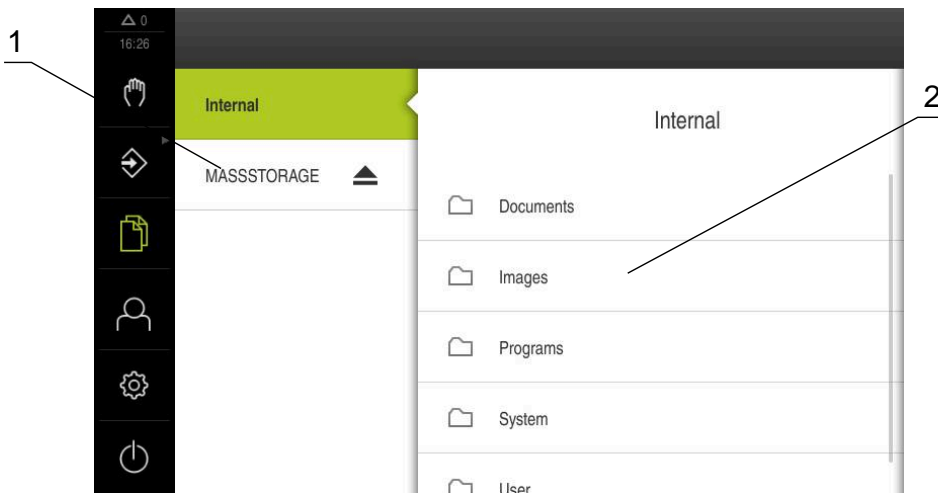 1
0
16:26
Internal
MASSSTORAGE
Internal
2
Documents
Images
Programs
System
User